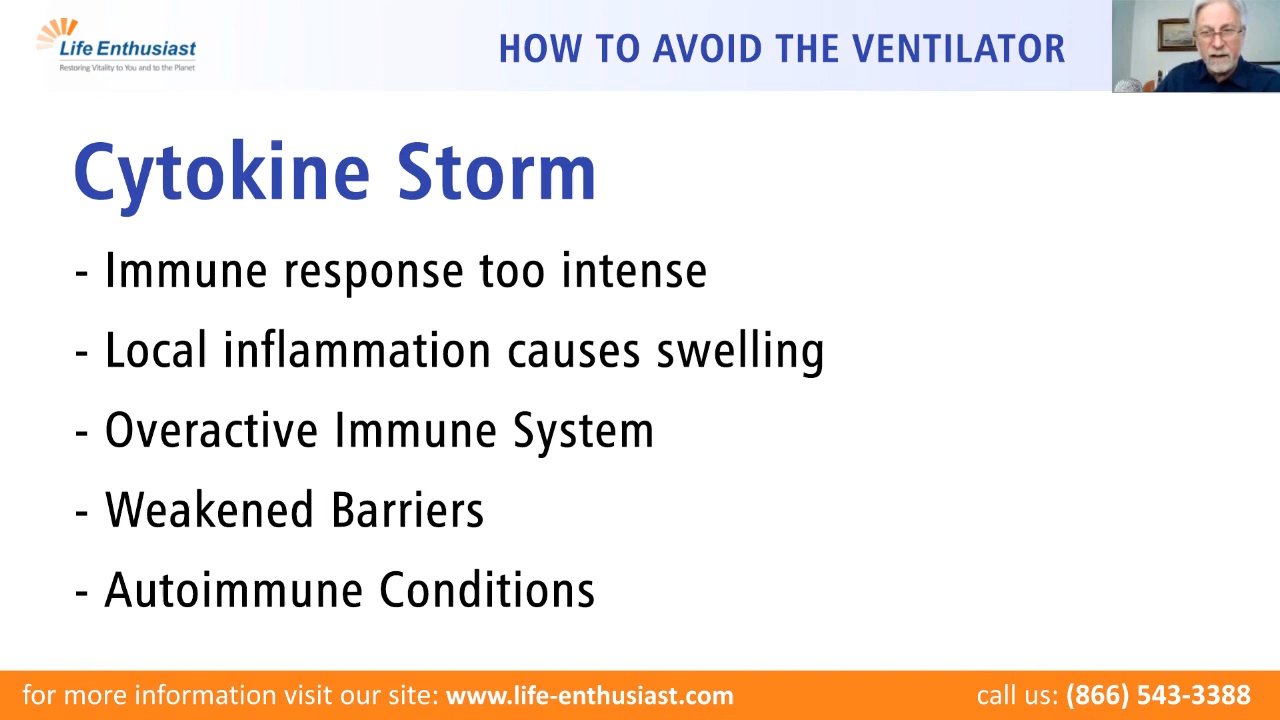 Life Enthusiast
Restoring Vitality to You and to the Planet
HOW TO AVOID THE VENTILATOR
Cytokine Storm
- Immune response too intense
- Local inflammation causes swelling
- Overactive Immune System
- Weakened Barriers
- Autoimmune Conditions
for more information visit our site: www.life-enthusiast.com
call us: (866) 543-3388